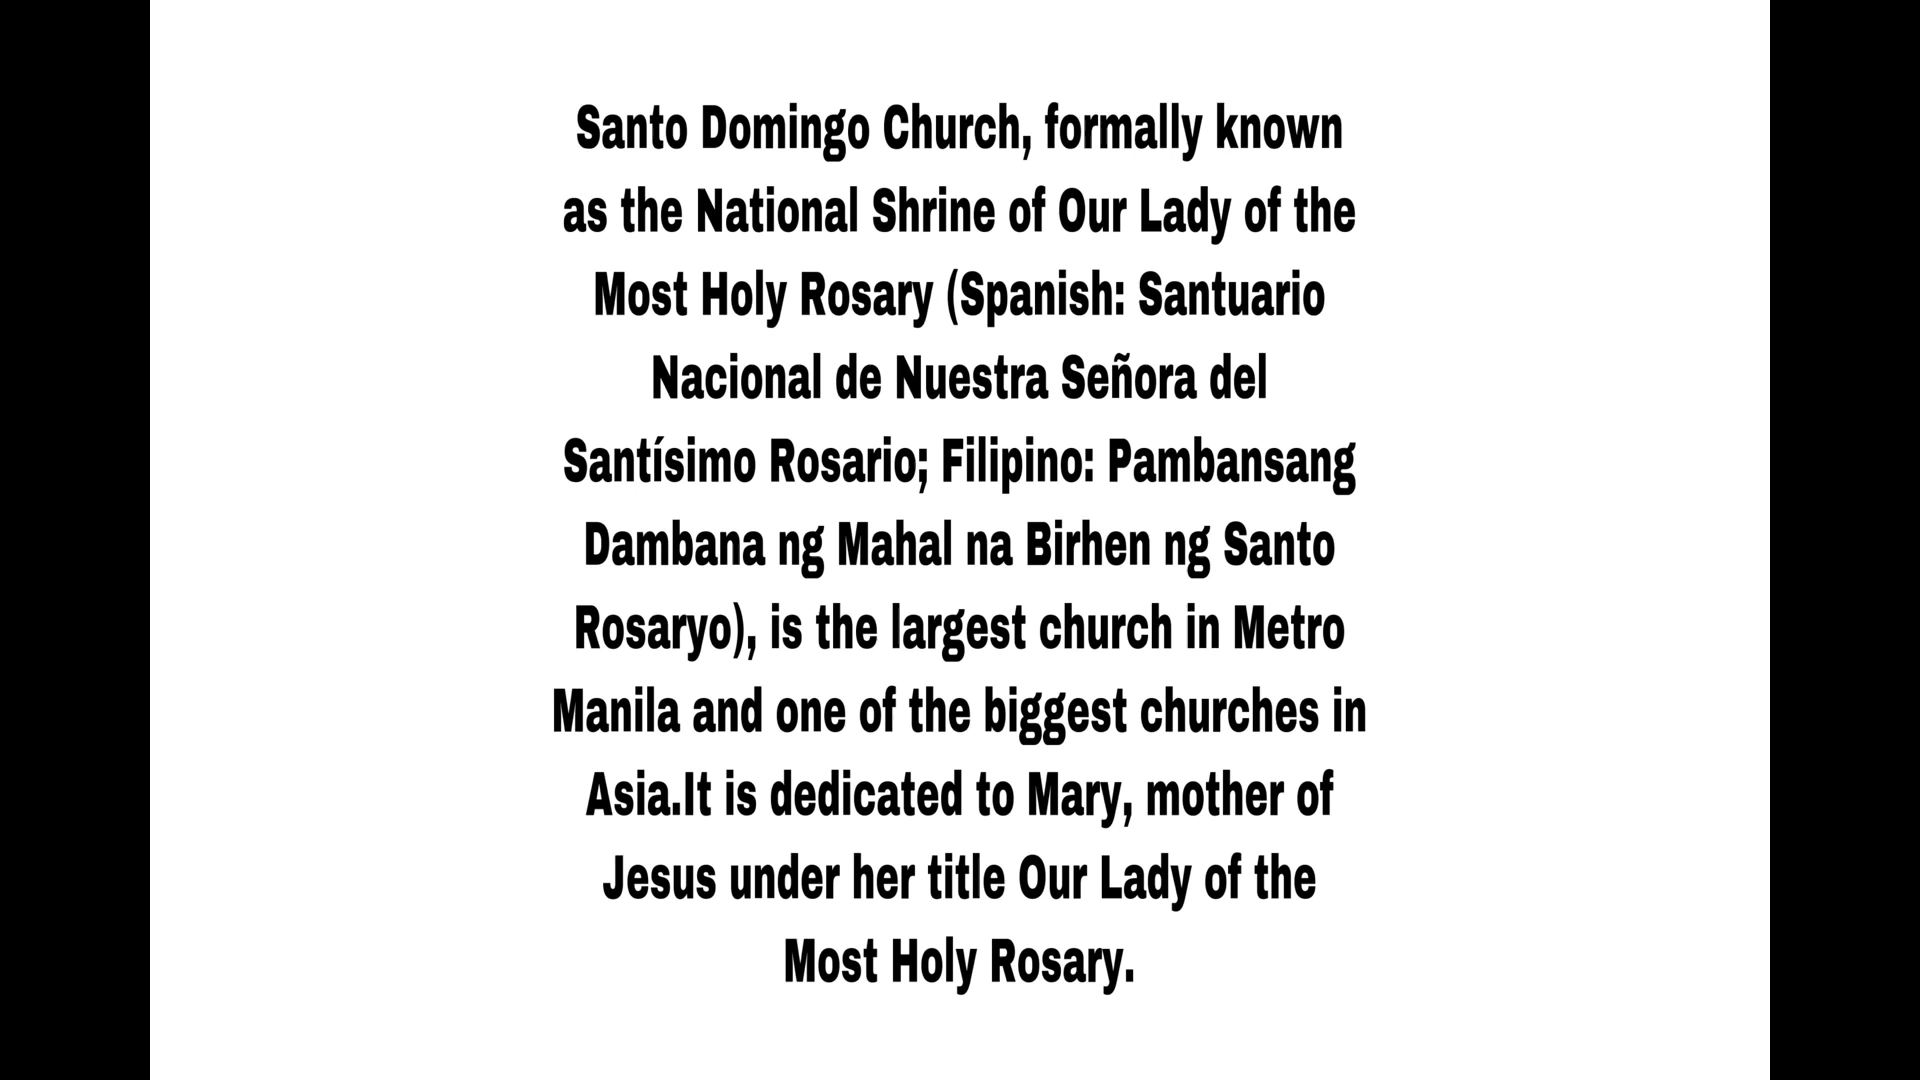 Santo Domingo Church, formally known
as the National Shrine of Our Lady of the
Most Holy Rosary (Spanish: Santuario
Nacional de Nuestra Señora del
Santísimo Rosario; Filipino: Pambansang
Dambana ng Mahal na Birhen ng Santo
Rosaryo), is the largest church in Metro
Manila and one of the biggest churches in
Asia.It is dedicated to Mary, mother of
Jesus under her title Our Lady of the
Most Holy Rosary.